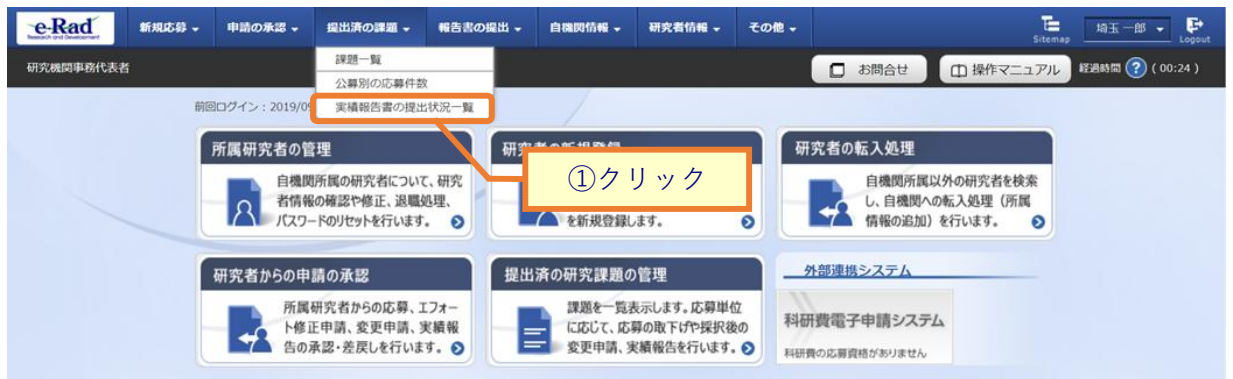 e-Rad
Research and Development
新規応募
申請の承認
提出済の課題
報告書の提出
自機関情報
研究者情報
その他
Sitemap
埼玉 一郎
Logout
研究機関事務代表者
課題一覧
公募別の応募件数
実績報告書の提出状況一覧
お問合せ
操作マニュアル
経過時間 ? ( 00:24 )
前回ログイン : 2019/09
①クリック
所属研究者の管理
自機関所属の研究者について、研究
者情報の確認や修正、退職処理、
パスワードのリセットを行います。
を新規登録します。
研究者の転入処理
自機関所属以外の研究者を検索
し、自機関への転入処理（所属
情報の追加）を行います。
研究者からの申請の承認
所属研究者からの応募、エフォー
ト修正申請、変更申請、実績報
告の承認・差戻しを行います。
提出済の研究課題の管理
課題を一覧表示します。応募単位
に応じて、応募の取下げや採択後の
変更申請、実績報告を行います。
外部連携システム
科研費電子申請システム
科研費の応募資格がありません